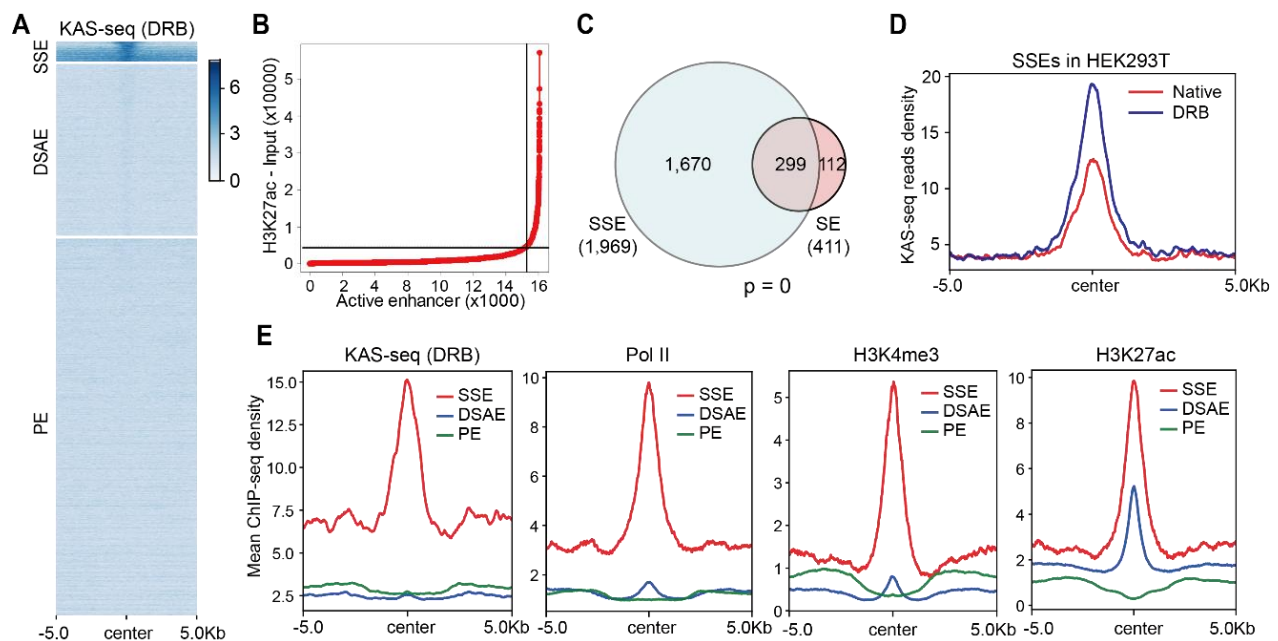 A
KAS-seq (DRB)
SSE
DSAE
PE
6
3
0
-5.0 center 5.0Kb
B
H3K27ac - Input (x10000)
5
4
3
2
1
0
0 2 4 8 10 12 14 16
Active enhancer (x1000)
C
1,670
299
112
SSE
(1,969)
SE
(411)
p = 0
D
SSEs in HEK293T
KAS-seq reads density
20
15
10
5
Native
DRB
-5.0 center 5.0Kb
E
Mean ChIP-seq density
KAS-seq (DRB)
15.0
12.5
10.0
7.5
5.0
2.5
SSE
DSAE
PE
-5.0 center 5.0Kb
Pol II
10
8
6
4
2
SSE
DSAE
PE
-5.0 center 5.0Kb
H3K4me3
5
4
3
2
1
0
SSE
DSAE
PE
-5.0 center 5.0Kb
H3K27ac
10
8
6
4
2
0
SSE
DSAE
PE
-5.0 center 5.0Kb